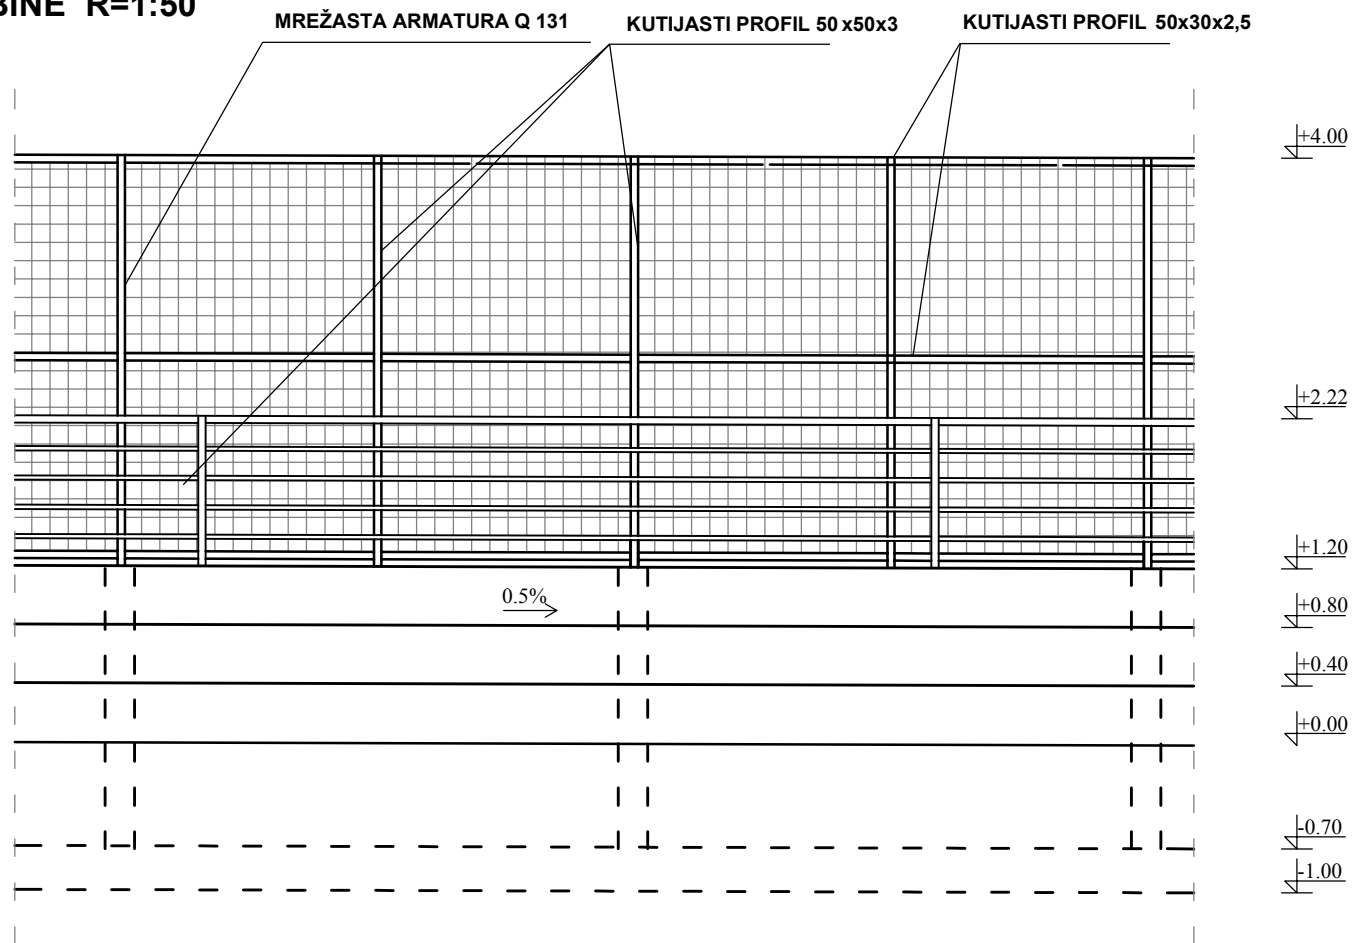 BINE R=1:50
MREŽASTA ARMATURA Q 131
KUTIJASTI PROFIL 50 x50x3
KUTIJASTI PROFIL 50x30x2,5
+4.00
+2.22
+1.20
0.5%
+0.80
+0.40
+0.00
-0.70
-1.00